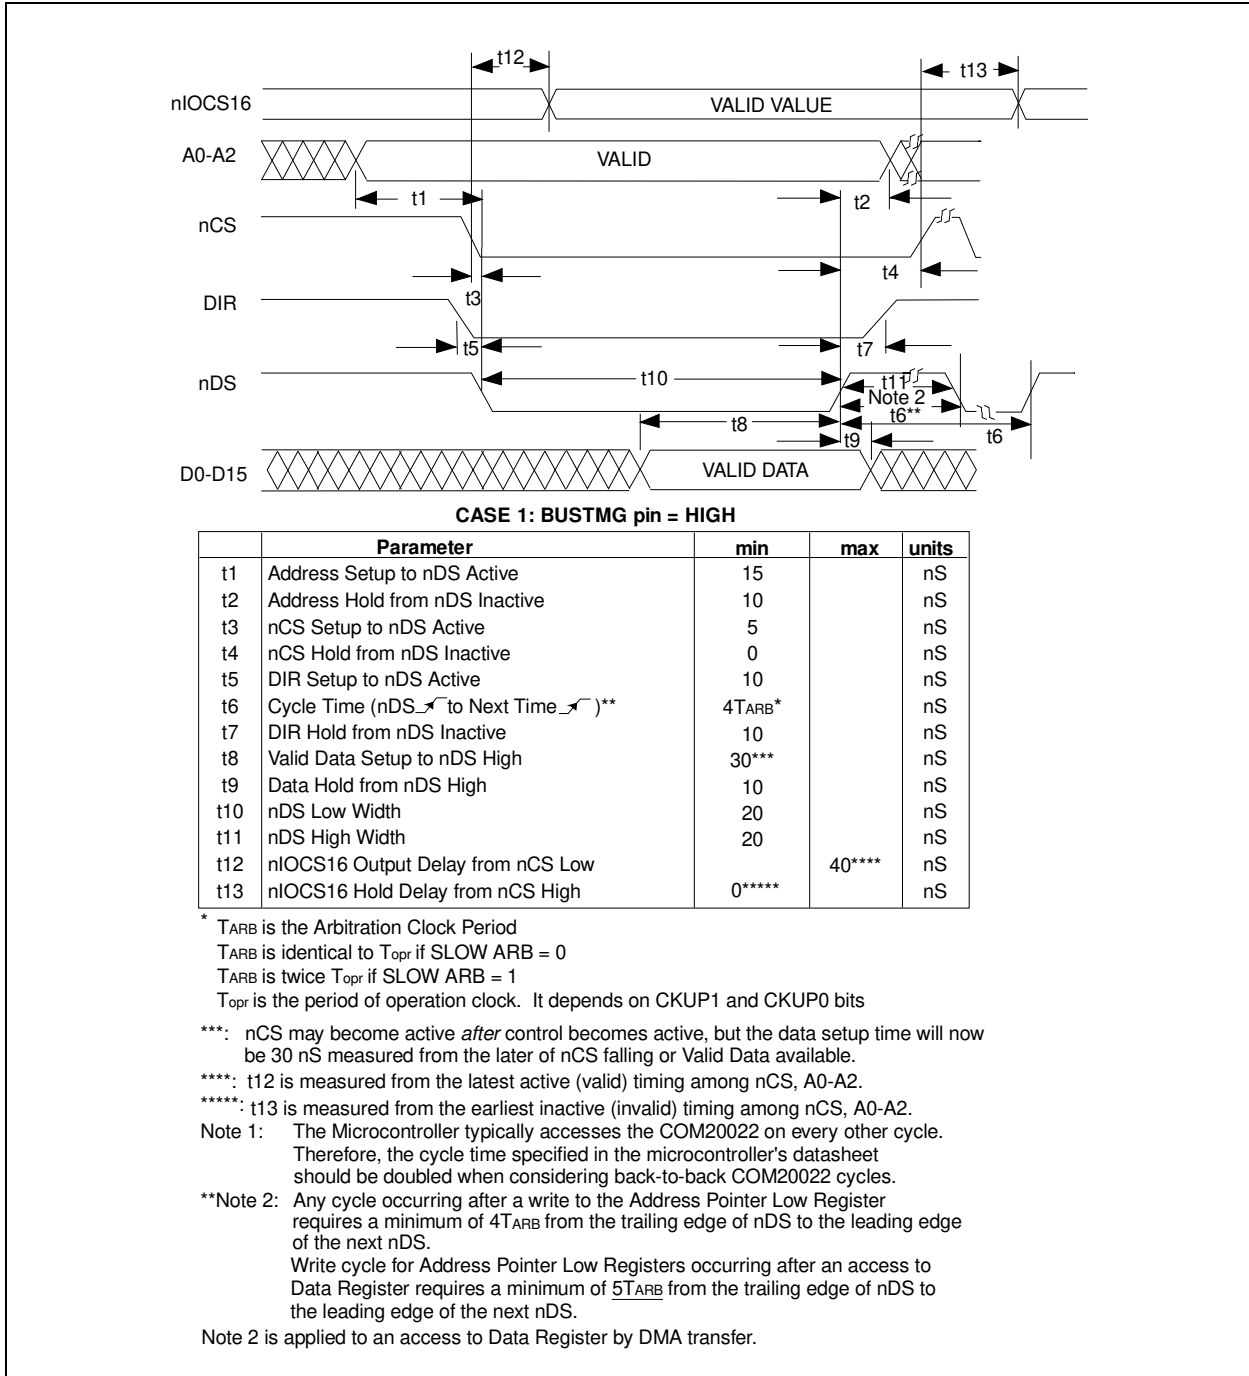 t12
t13
nIOCS16
VALID VALUE
A0-A2
VALID
t1
t2
nCS
t4
t3
DIR
t5
t7
nDS
t10
t11
Note 2
t6**
t8
t6
t9
D0-D15
VALID DATA
CASE 1: BUSTMG pin = HIGH
Parameter min max units
t1 Address Setup to nDS Active 15 nS
t2 Address Hold from nDS Inactive 10 nS
t3 nCS Setup to nDS Active 5 nS
t4 nCS Hold from nDS Inactive 0 nS
t5 DIR Setup to nDS Active 10 nS
t6 Cycle Time (nDS to Next Time )** 4TARB* nS
t7 DIR Hold from nDS Inactive 10 nS
t8 Valid Data Setup to nDS High 30*** nS
t9 Data Hold from nDS High 10 nS
t10 nDS Low Width 20 nS
t11 nDS High Width 20 nS
t12 nIOCS16 Output Delay from nCS Low 40**** nS
t13 nIOCS16 Hold Delay from nCS High 0***** nS
* TARB is the Arbitration Clock Period
TARB is identical to Topr if SLOW ARB = 0
TARB is twice Topr if SLOW ARB = 1
Topr is the period of operation clock. It depends on CKUP1 and CKUP0 bits
***: nCS may become active after control becomes active, but the data setup time will now
be 30 nS measured from the later of nCS falling or Valid Data available.
****: t12 is measured from the latest active (valid) timing among nCS, A0-A2.
*****: t13 is measured from the earliest inactive (invalid) timing among nCS, A0-A2.
Note 1: The Microcontroller typically accesses the COM20022 on every other cycle.
Therefore, the cycle time specified in the microcontroller's datasheet
should be doubled when considering back-to-back COM20022 cycles.
**Note 2: Any cycle occurring after a write to the Address Pointer Low Register
requires a minimum of 4TARB from the trailing edge of nDS to the leading edge
of the next nDS.
Write cycle for Address Pointer Low Registers occurring after an access to
Data Register requires a minimum of 5TARB from the trailing edge of nDS to
the leading edge of the next nDS.
Note 2 is applied to an access to Data Register by DMA transfer.